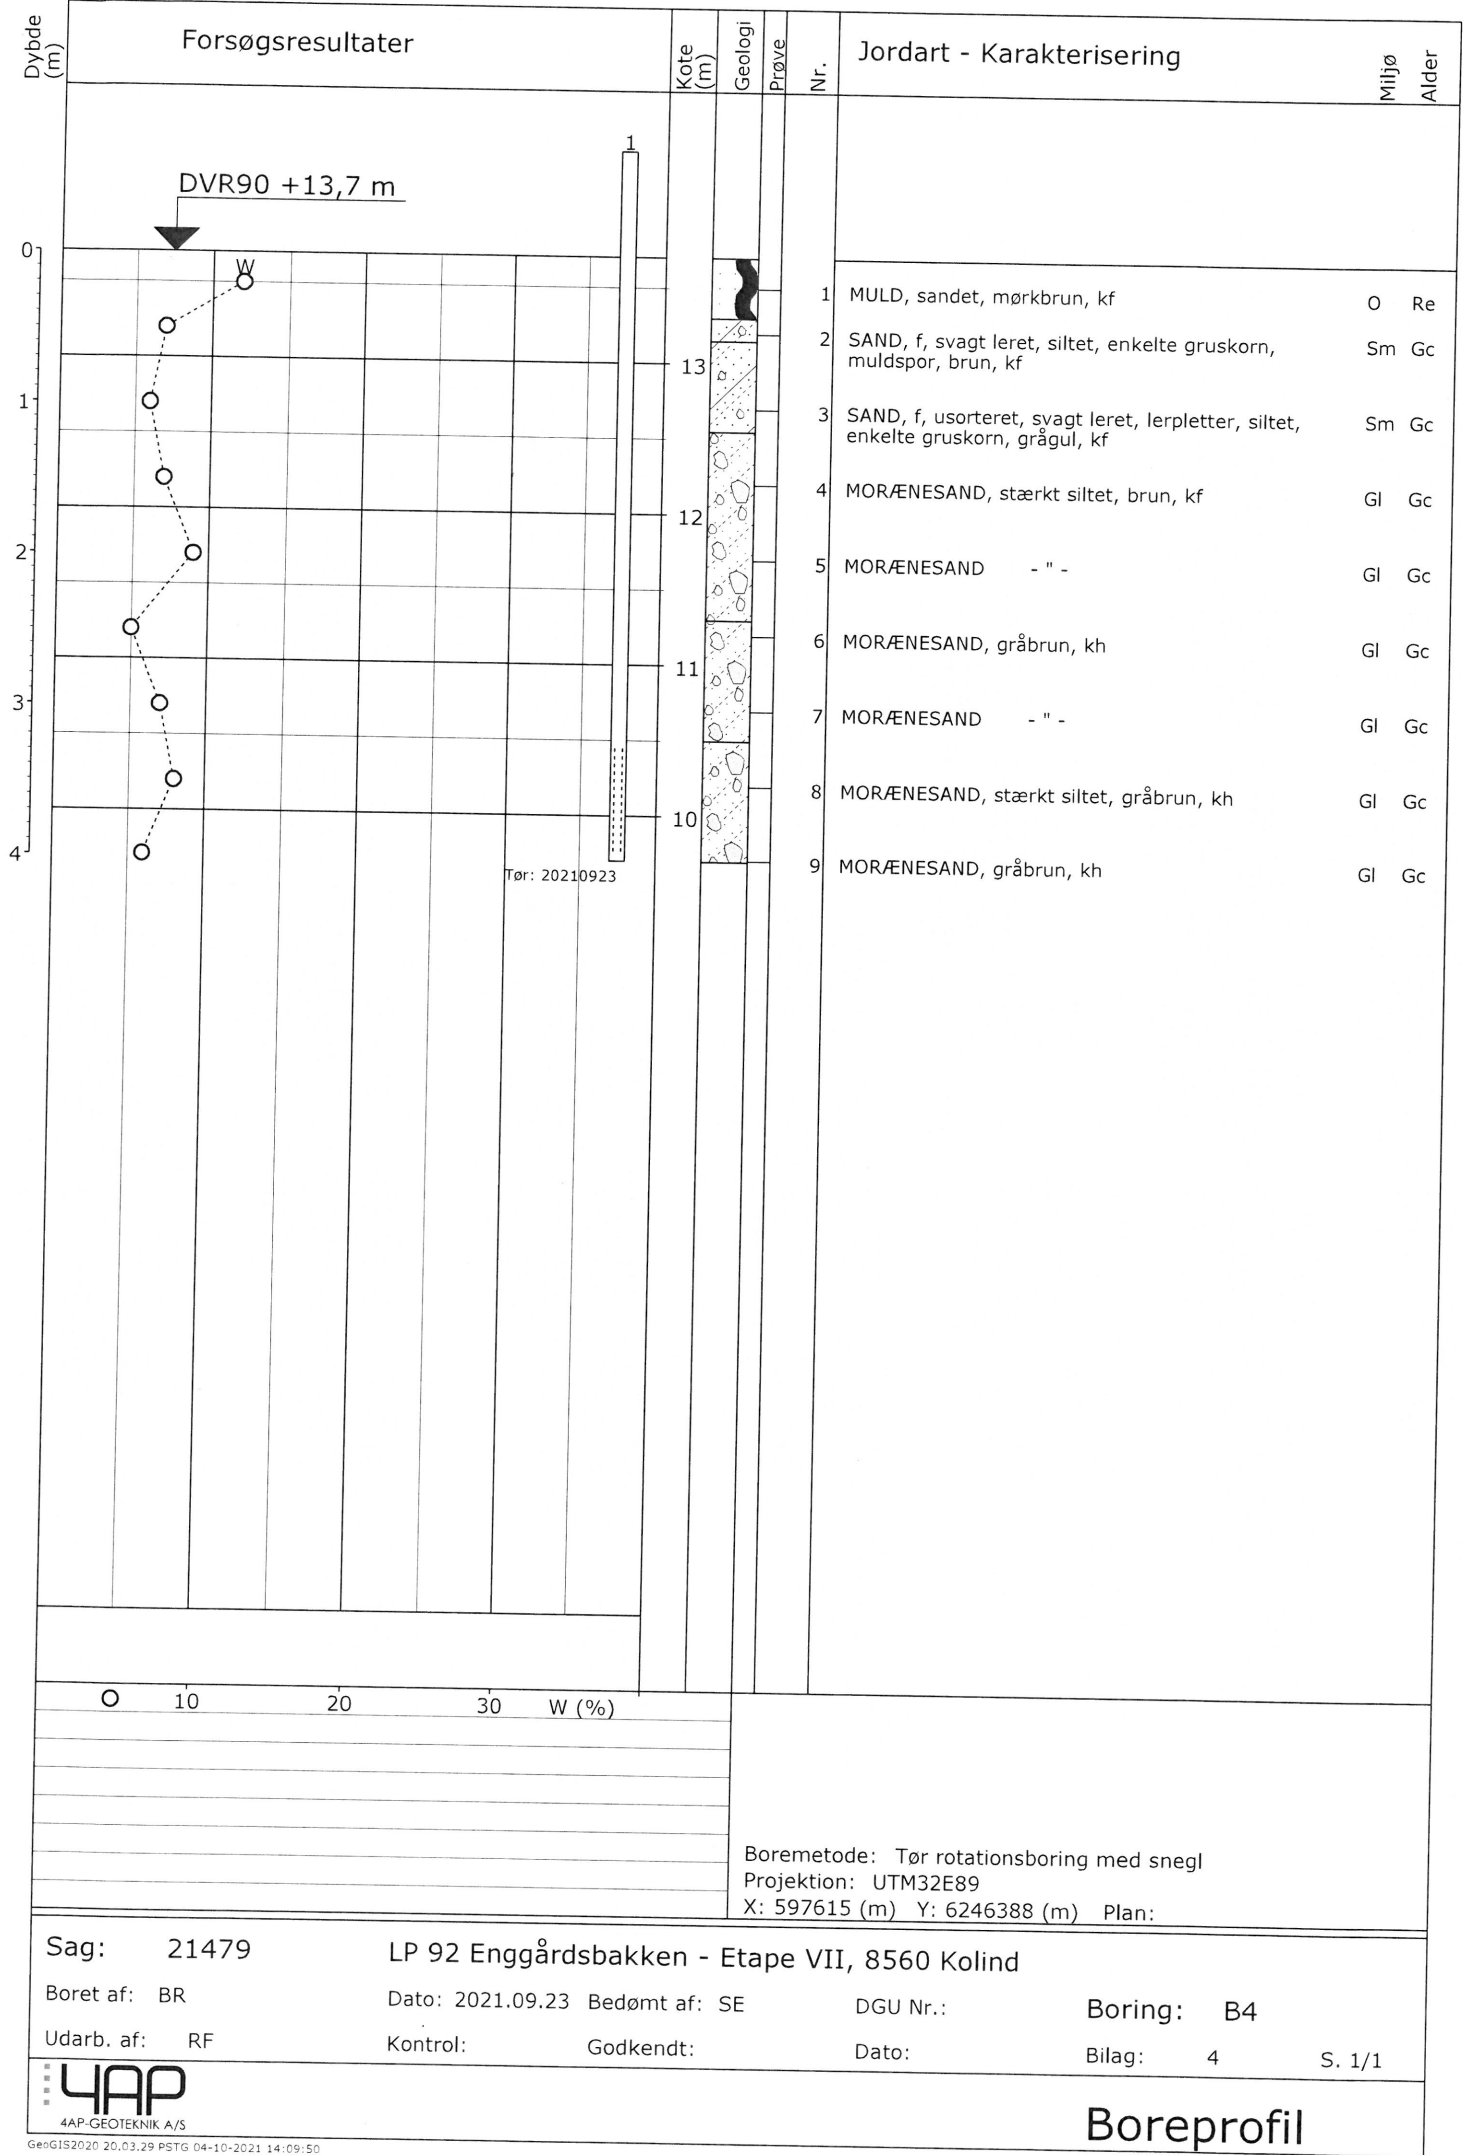 Dybde (m)
Forsøgsresultater
Kote (m)
Geologi
Prøve
Nr.
Jordart - Karakterisering
Miljø
Alder
1
DVR90 +13,7 m
0
W
1 MULD, sandet, mørkbrun, kf O Re
2 SAND, f, svagt leret, siltet, enkelte gruskorn, Sm Gc
muldspor, brun, kf
13
1
3 SAND, f, usorteret, svagt leret, lerpletter, siltet, Sm Gc
enkelte gruskorn, grågul, kf
4 MORÆNESAND, stærkt siltet, brun, kf Gl Gc
12
2
5 MORÆNESAND - " - Gl Gc
6 MORÆNESAND, gråbrun, kh Gl Gc
11
3
7 MORÆNESAND - " - Gl Gc
8 MORÆNESAND, stærkt siltet, gråbrun, kh Gl Gc
10
4
9 MORÆNESAND, gråbrun, kh Gl Gc
Tør: 20210923
10 20 30 W (%)
Boremetode: Tør rotationsboring med snegl
Projektion: UTM32E89
X: 597615 (m) Y: 6246388 (m) Plan:
Sag: 21479 LP 92 Enggårdsbakken - Etape VII, 8560 Kolind
Boret af: BR Dato: 2021.09.23 Bedømt af: SE DGU Nr.: Boring: B4
Udarb. af: RF Kontrol: Godkendt: Dato: Bilag: 4 S. 1/1
4AP
4AP-GEOTEKNIK A/S
Boreprofil
GeoGIS2020 20.03.29 PSTG 04-10-2021 14:09:50